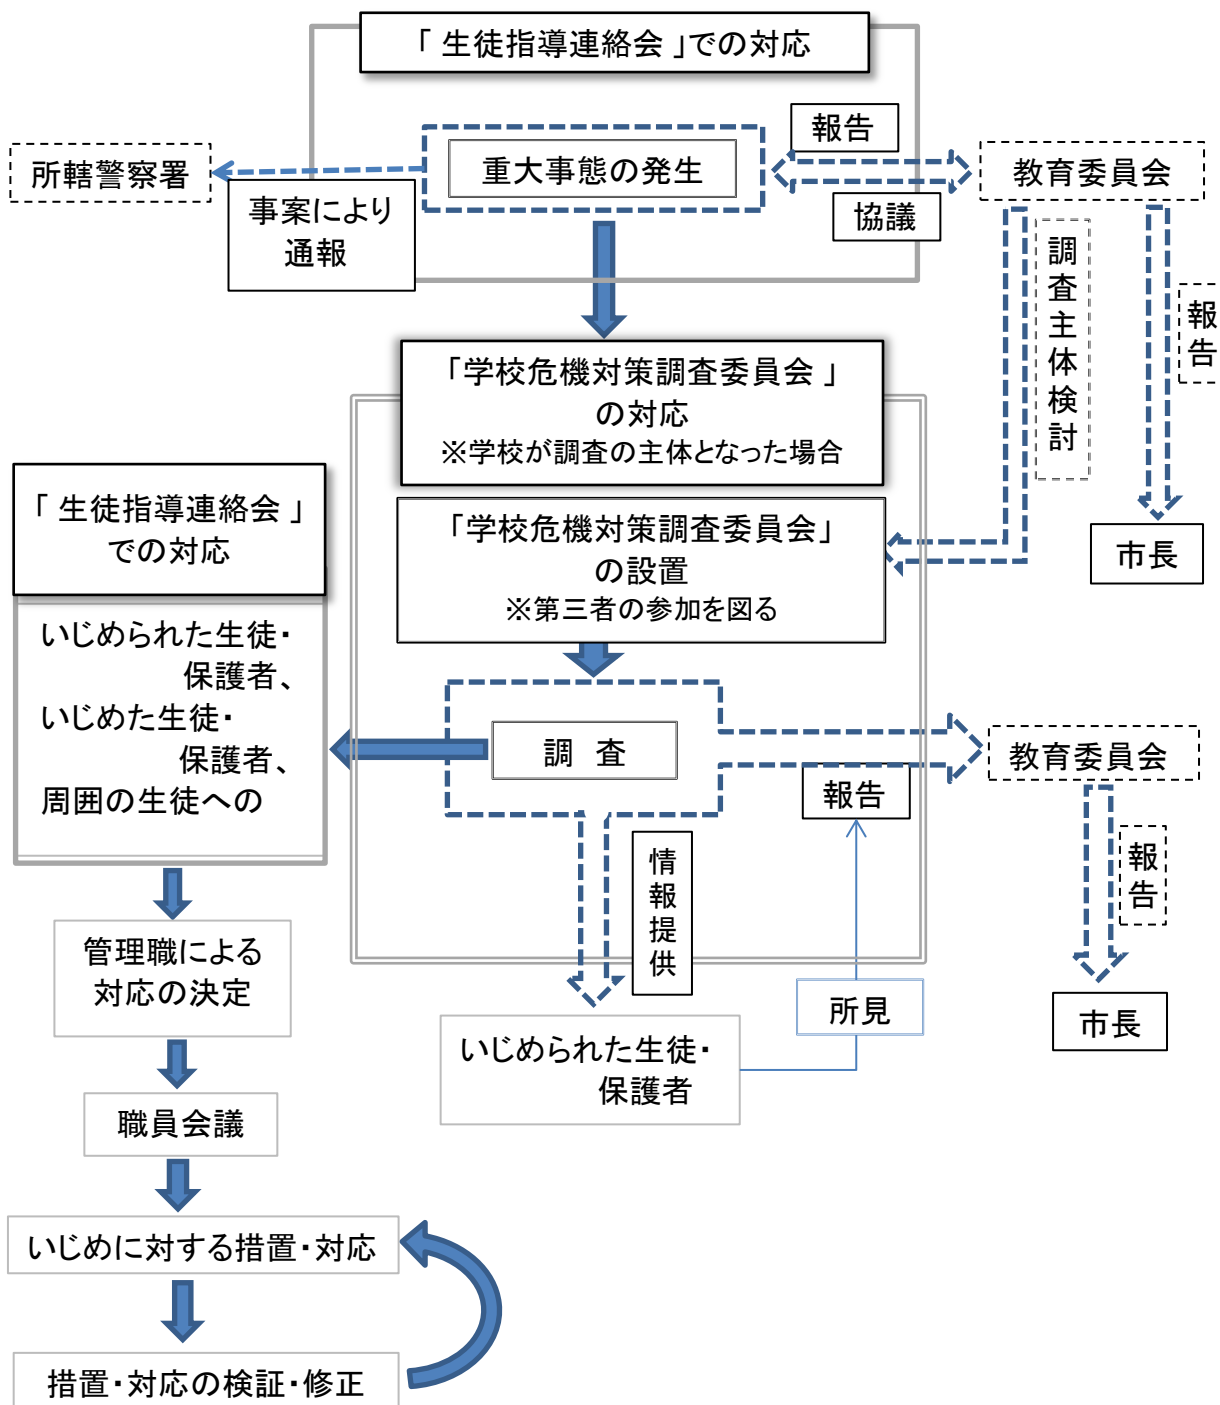 「 生徒指導連絡会 」での対応
報告
所轄警察署
重大事態の発生
教育委員会
事案により
通報
協議
調査主体検討
報告
「学校危機対策調査委員会 」
の対応
※学校が調査の主体となった場合
「 生徒指導連絡会 」
での対応
「学校危機対策調査委員会」
の設置
※第三者の参加を図る
市長
いじめられた生徒・
保護者、
いじめた生徒・
保護者、
周囲の生徒への
調 査
教育委員会
報告
情報提供
報告
管理職による
対応の決定
所見
市長
いじめられた生徒・
保護者
職員会議
いじめに対する措置・対応
措置・対応の検証・修正